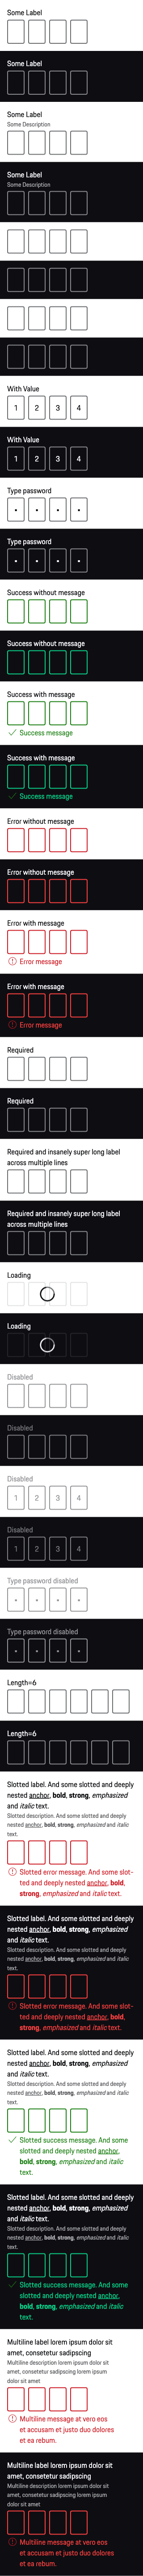 Some Label
Some Label
Some Label
Some Description
Some Label
Some Description
With Value
1 2 3 4
With Value
1 2 3 4
Type password
Type password
Success without message
Success without message
Success with message
Success message
Success with message
Success message
Error without message
Error without message
Error with message
Error message
Error with message
Error message
Required
Required
Required and insanely super long label
across multiple lines
Required and insanely super long label
across multiple lines
Loading
Loading
Disabled
Disabled
Disabled
1 2 3 4
Disabled
1 2 3 4
Type password disabled
Type password disabled
Length=6
Length=6
Slotted label. And some slotted and deeply
nested anchor, bold, strong, emphasized
and italic text.
Slotted description. And some slotted and deeply
nested anchor, bold, strong, emphasized and italic
text.
Slotted error message. And some slot-
ted and deeply nested anchor, bold,
strong, emphasized and italic text.
Slotted label. And some slotted and deeply
nested anchor, bold, strong, emphasized
and italic text.
Slotted description. And some slotted and deeply
nested anchor, bold, strong, emphasized and italic
text.
Slotted error message. And some slot-
ted and deeply nested anchor, bold,
strong, emphasized and italic text.
Slotted label. And some slotted and deeply
nested anchor, bold, strong, emphasized
and italic text.
Slotted description. And some slotted and deeply
nested anchor, bold, strong, emphasized and italic
text.
Slotted success message. And some
slotted and deeply nested anchor,
bold, strong, emphasized and italic
text.
Slotted label. And some slotted and deeply
nested anchor, bold, strong, emphasized
and italic text.
Slotted description. And some slotted and deeply
nested anchor, bold, strong, emphasized and italic
text.
Slotted success message. And some
slotted and deeply nested anchor,
bold, strong, emphasized and italic
text.
Multiline label lorem ipsum dolor sit
amet, consetetur sadipscing
Multiline description lorem ipsum dolor sit
amet, consetetur sadipscing lorem ipsum
dolor sit amet
Multiline message at vero eos
et accusam et justo duo dolores
et ea rebum.
Multiline label lorem ipsum dolor sit
amet, consetetur sadipscing
Multiline description lorem ipsum dolor sit
amet, consetetur sadipscing lorem ipsum
dolor sit amet
Multiline message at vero eos
et accusam et justo duo dolores
et ea rebum.